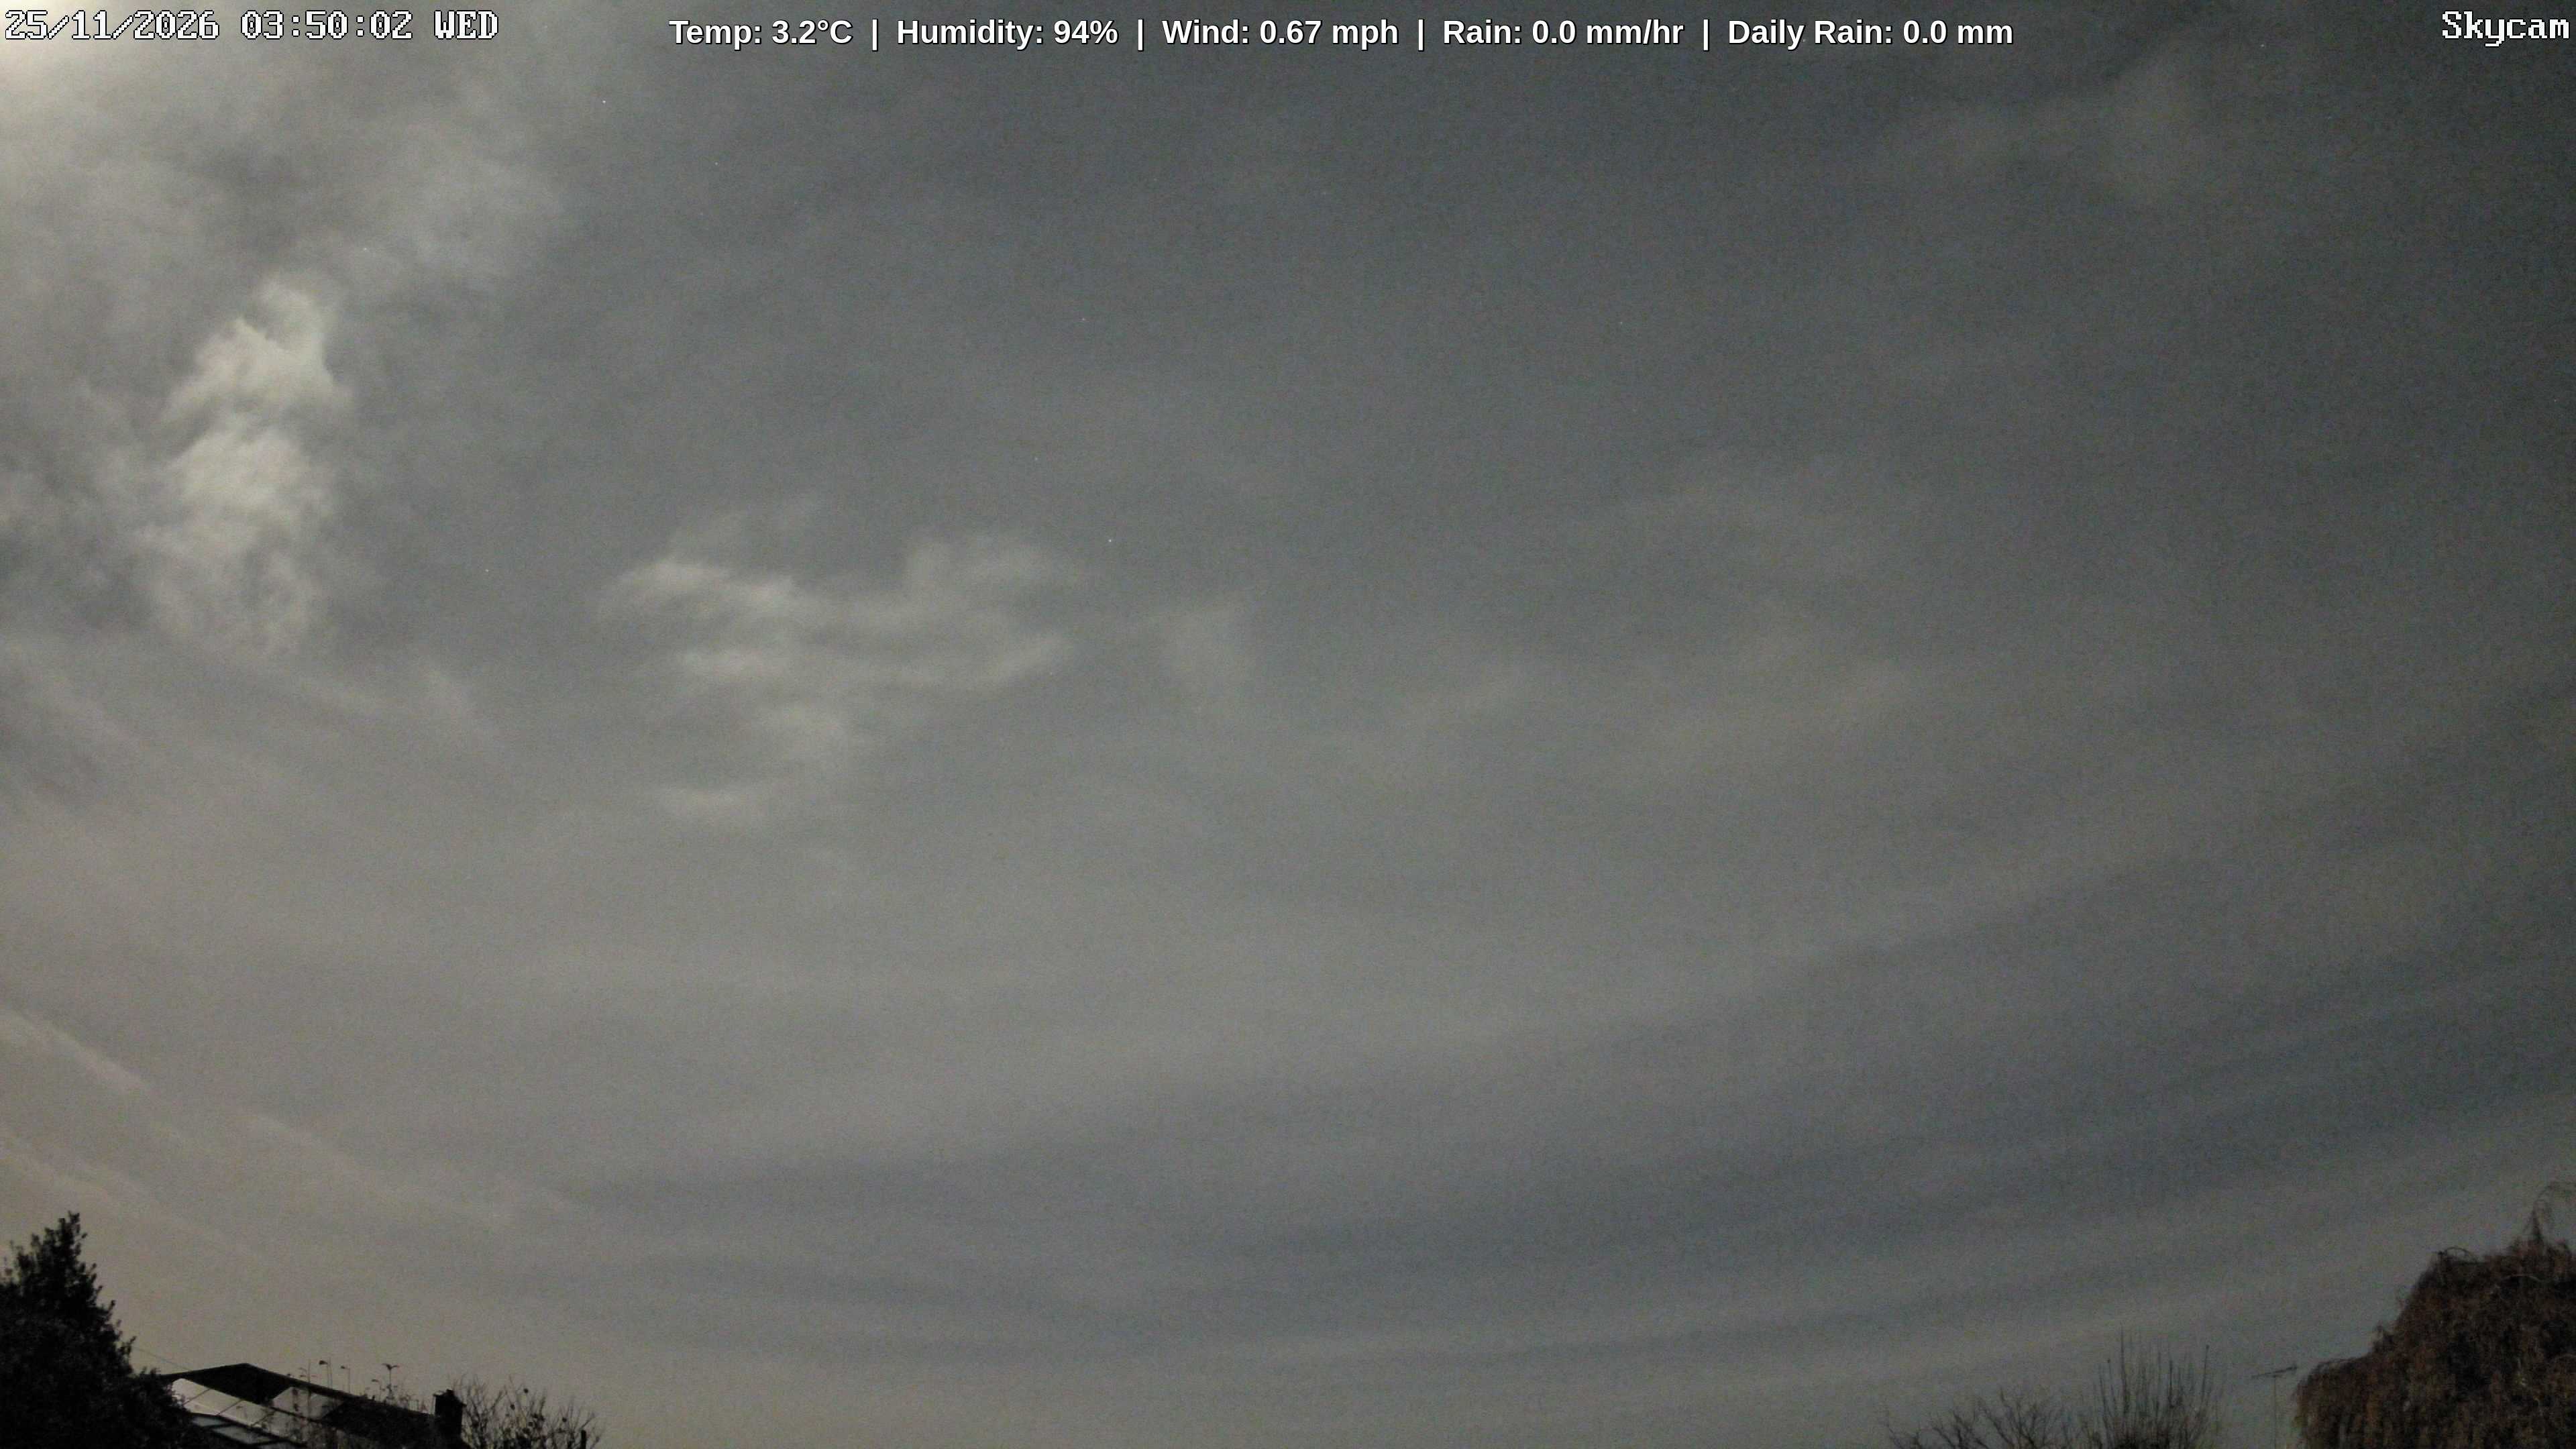 25/11/2026 03:50:02 WED
Temp: 3.2°C | Humidity: 94% | Wind: 0.67 mph | Rain: 0.0 mm/hr | Daily Rain: 0.0 mm
Skycam